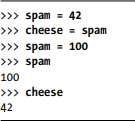 >>> spam = 42
>>> cheese = spam
>>> spam = 100
>>> spam
100
>>> cheese
42